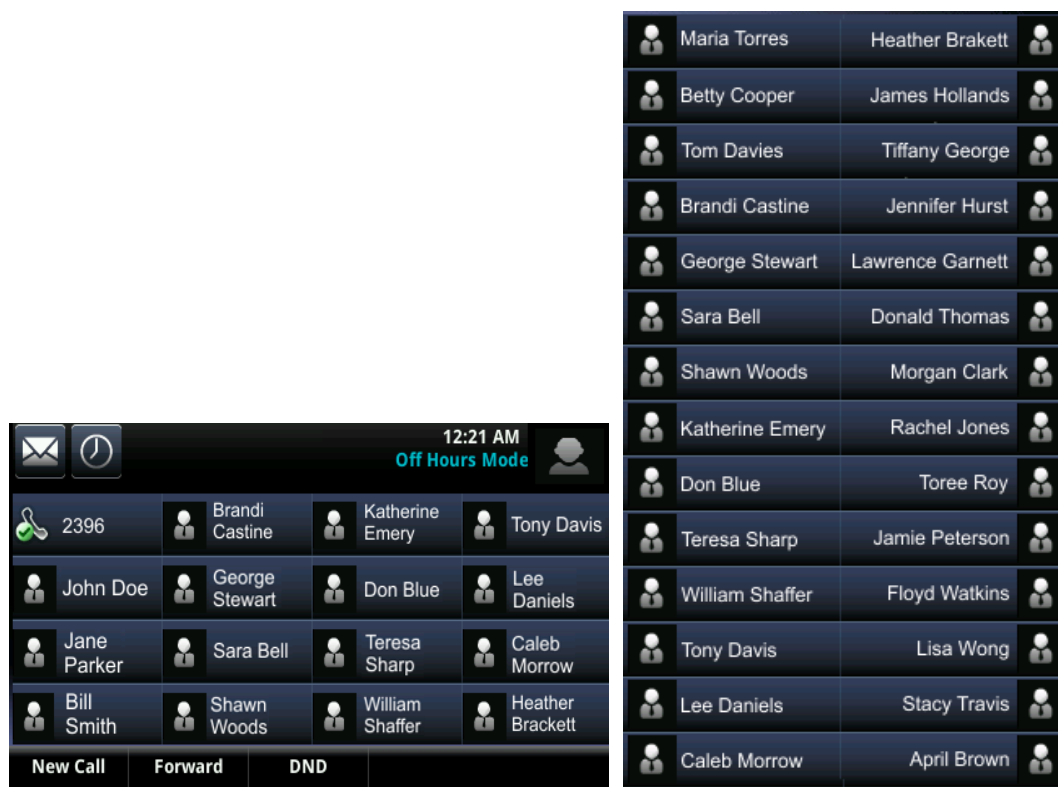 12:21 AM
Off Hours Mode
2396
Brandi
Castine
Katherine
Emery
Tony Davis
John Doe
George
Stewart
Don Blue
Lee
Daniels
Jane
Parker
Sara Bell
Teresa
Sharp
Caleb
Morrow
Bill
Smith
Shawn
Woods
William
Shaffer
Heather
Brackett
New Call Forward DND
Maria Torres Heather Brakett
Betty Cooper James Hollands
Tom Davies Tiffany George
Brandi Castine Jennifer Hurst
George Stewart Lawrence Garnett
Sara Bell Donald Thomas
Shawn Woods Morgan Clark
Katherine Emery Rachel Jones
Don Blue Toree Roy
Teresa Sharp Jamie Peterson
William Shaffer Floyd Watkins
Tony Davis Lisa Wong
Lee Daniels Stacy Travis
Caleb Morrow April Brown